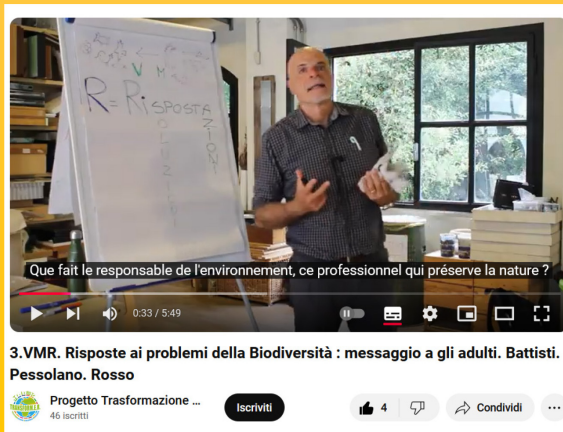 V M
R = RISPOSTA
AZIONI
Que fait le responsable de l'environnement, ce professionnel qui préserve la nature ?
0:33 / 5:49
3.VMR. Risposte ai problemi della Biodiversità : messaggio a gli adulti. Battisti.
Pessolano. Rosso
Progetto Trasformazione ...
46 iscritti
Iscriviti
4
Condividi
...